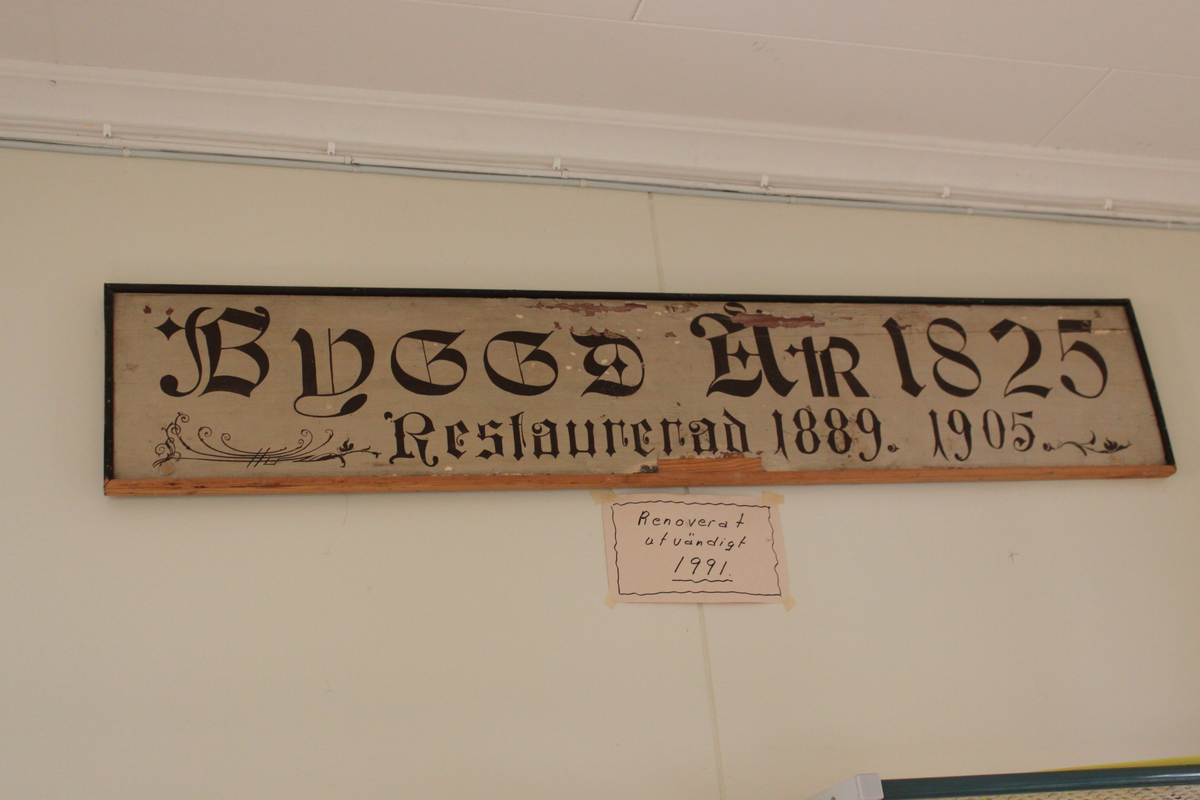 BYGGD ÅR 1825
Restaurerad 1889. 1905.
Renoverat
utvändigt
1991.